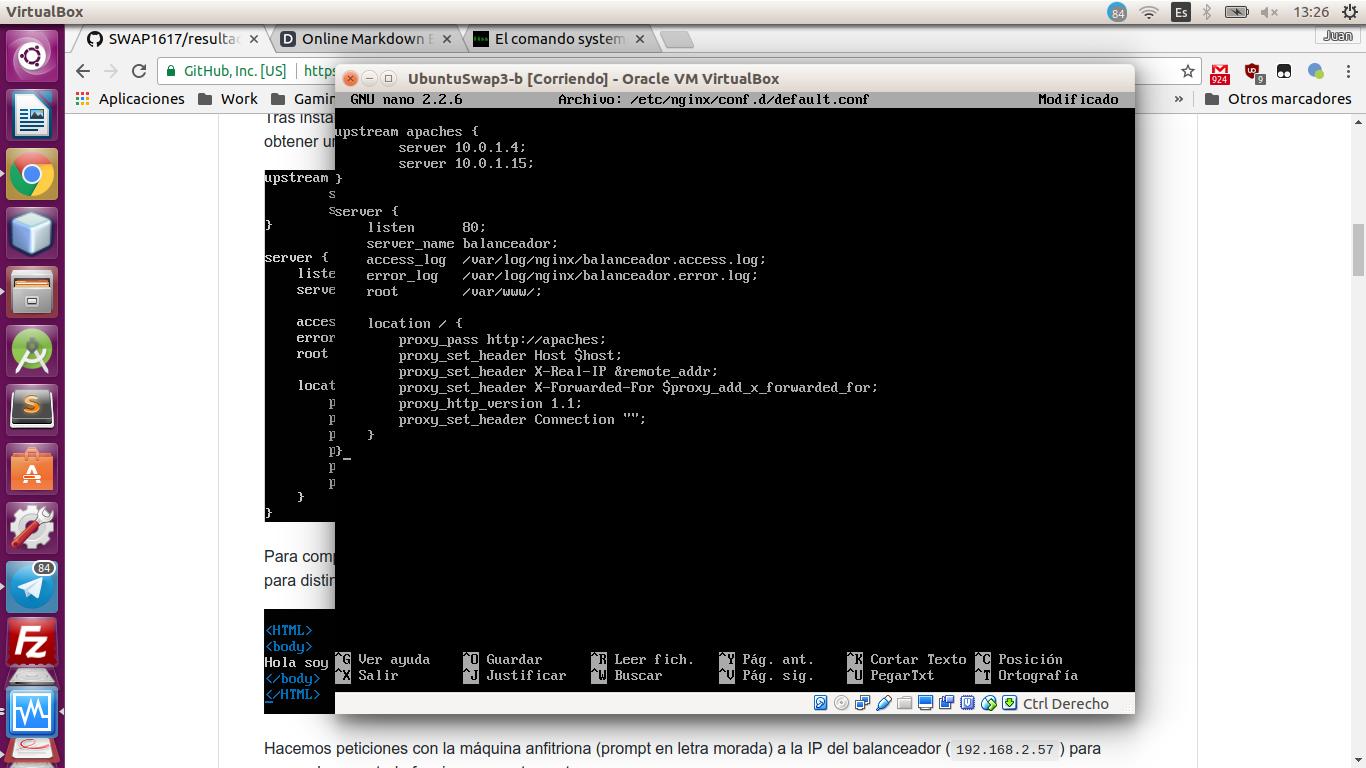 VirtualBox
84
Es
13:26
SWAP1617/resultad
Online Markdown E
El comando system
Juan
GitHub, Inc. [US]
https
924
9
Aplicaciones
Work
Gamin
»
Otros marcadores
UbuntuSwap3-b [Corriendo] - Oracle VM VirtualBox
GNU nano 2.2.6 Archivo: /etc/nginx/conf.d/default.conf Modificado
upstream apaches {
server 10.0.1.4;
server 10.0.1.15;
}
server {
listen 80;
server_name balanceador;
access_log /var/log/nginx/balanceador.access.log;
error_log /var/log/nginx/balanceador.error.log;
root /var/www/;
location / {
proxy_pass http://apaches;
proxy_set_header Host $host;
proxy_set_header X-Real-IP &remote_addr;
proxy_set_header X-Forwarded-For $proxy_add_x_forwarded_for;
proxy_http_version 1.1;
proxy_set_header Connection "";
}
}
^G Ver ayuda ^O Guardar ^R Leer fich. ^Y Pág. ant. ^K Cortar Texto ^C Posición
^X Salir ^J Justificar ^W Buscar ^V Pág. sig. ^U PegarTxt ^T Ortografía
Ctrl Derecho
Tras insta
obtener un
upstream
s
s
}
server {
liste
serve
acces
error
root
locat
p
p
p
p
p
p
}
}
Para comp
para distin
<HTML>
<body>
Hola soy
</body>
</HTML>
Hacemos peticiones con la máquina anfitriona (prompt en letra morada) a la IP del balanceador ( 192.168.2.57 ) para
84